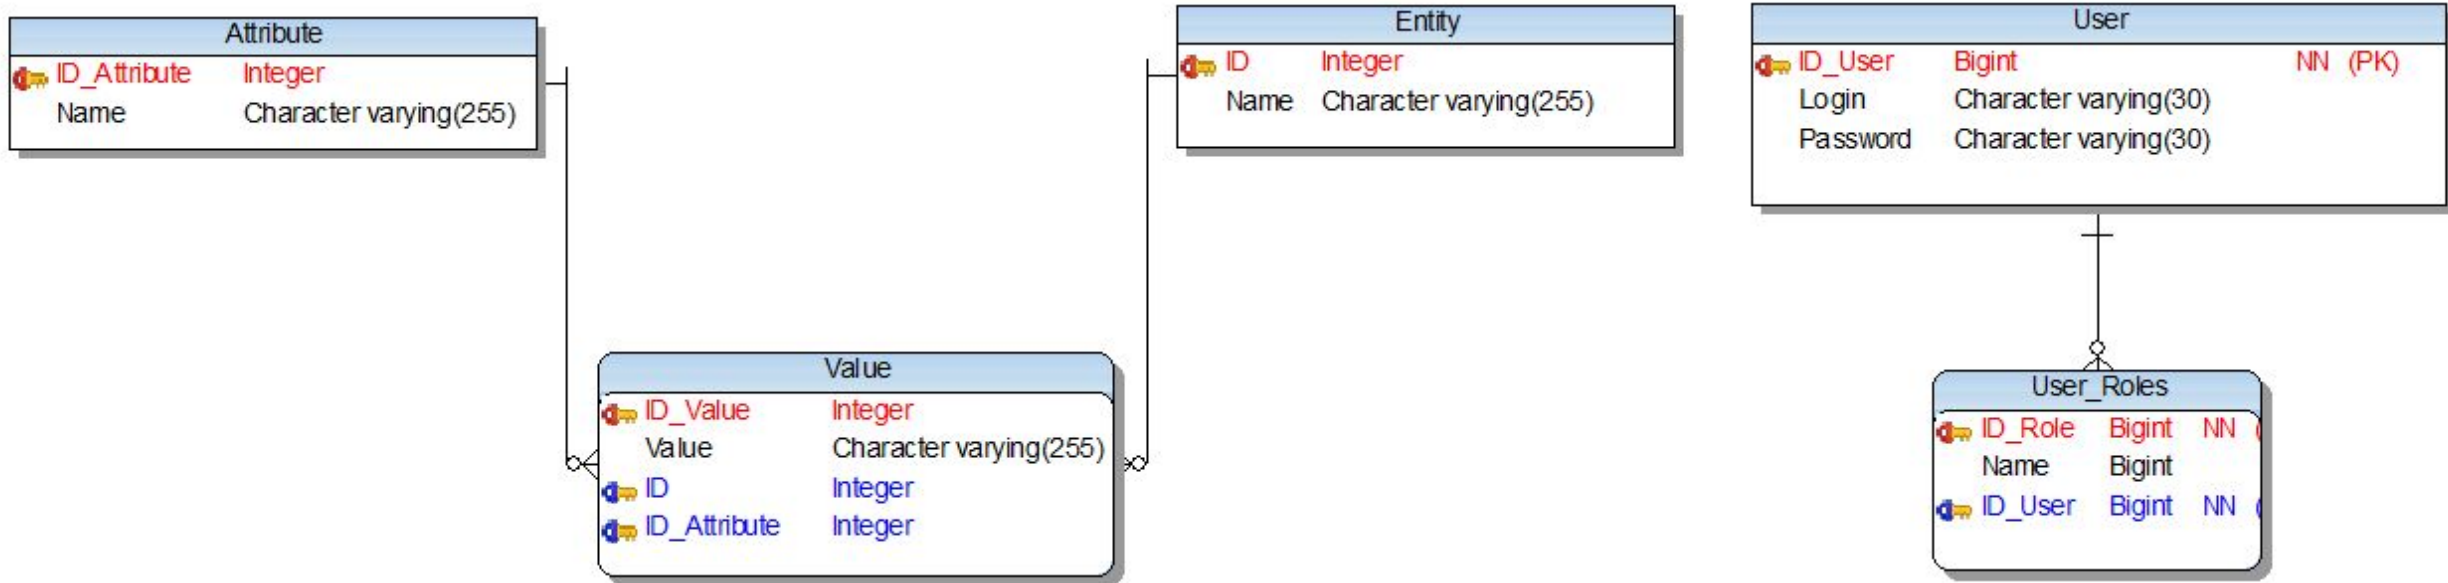 Attribute
ID_Attribute Integer
Name Character varying(255)
Entity
ID Integer
Name Character varying(255)
User
ID_User Bigint NN (PK)
Login Character varying(30)
Password Character varying(30)
Value
ID_Value Integer
Value Character varying(255)
ID Integer
ID_Attribute Integer
User_Roles
ID_Role Bigint NN (
Name Bigint
ID_User Bigint NN (